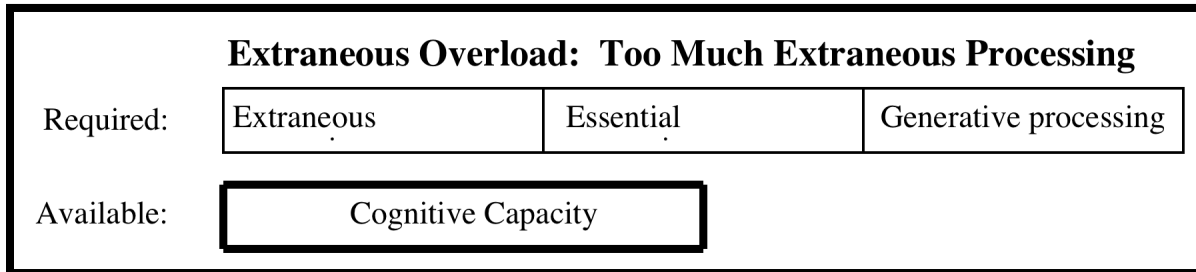 Extraneous Overload: Too Much Extraneous Processing
Required: Extraneous Essential Generative processing
Available: Cognitive Capacity